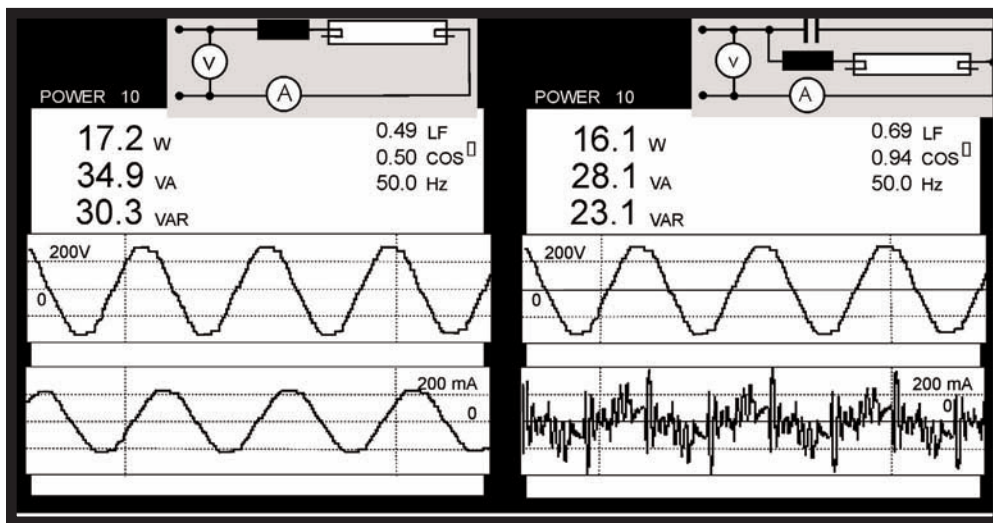 V
A
POWER 10
17.2 W
34.9 VA
30.3 VAR
0.49 LF
0.50 COS▯
50.0 Hz
200V
0
200 mA
0
V
A
POWER 10
16.1 W
28.1 VA
23.1 VAR
0.69 LF
0.94 COS▯
50.0 Hz
200V
0
200 mA
0